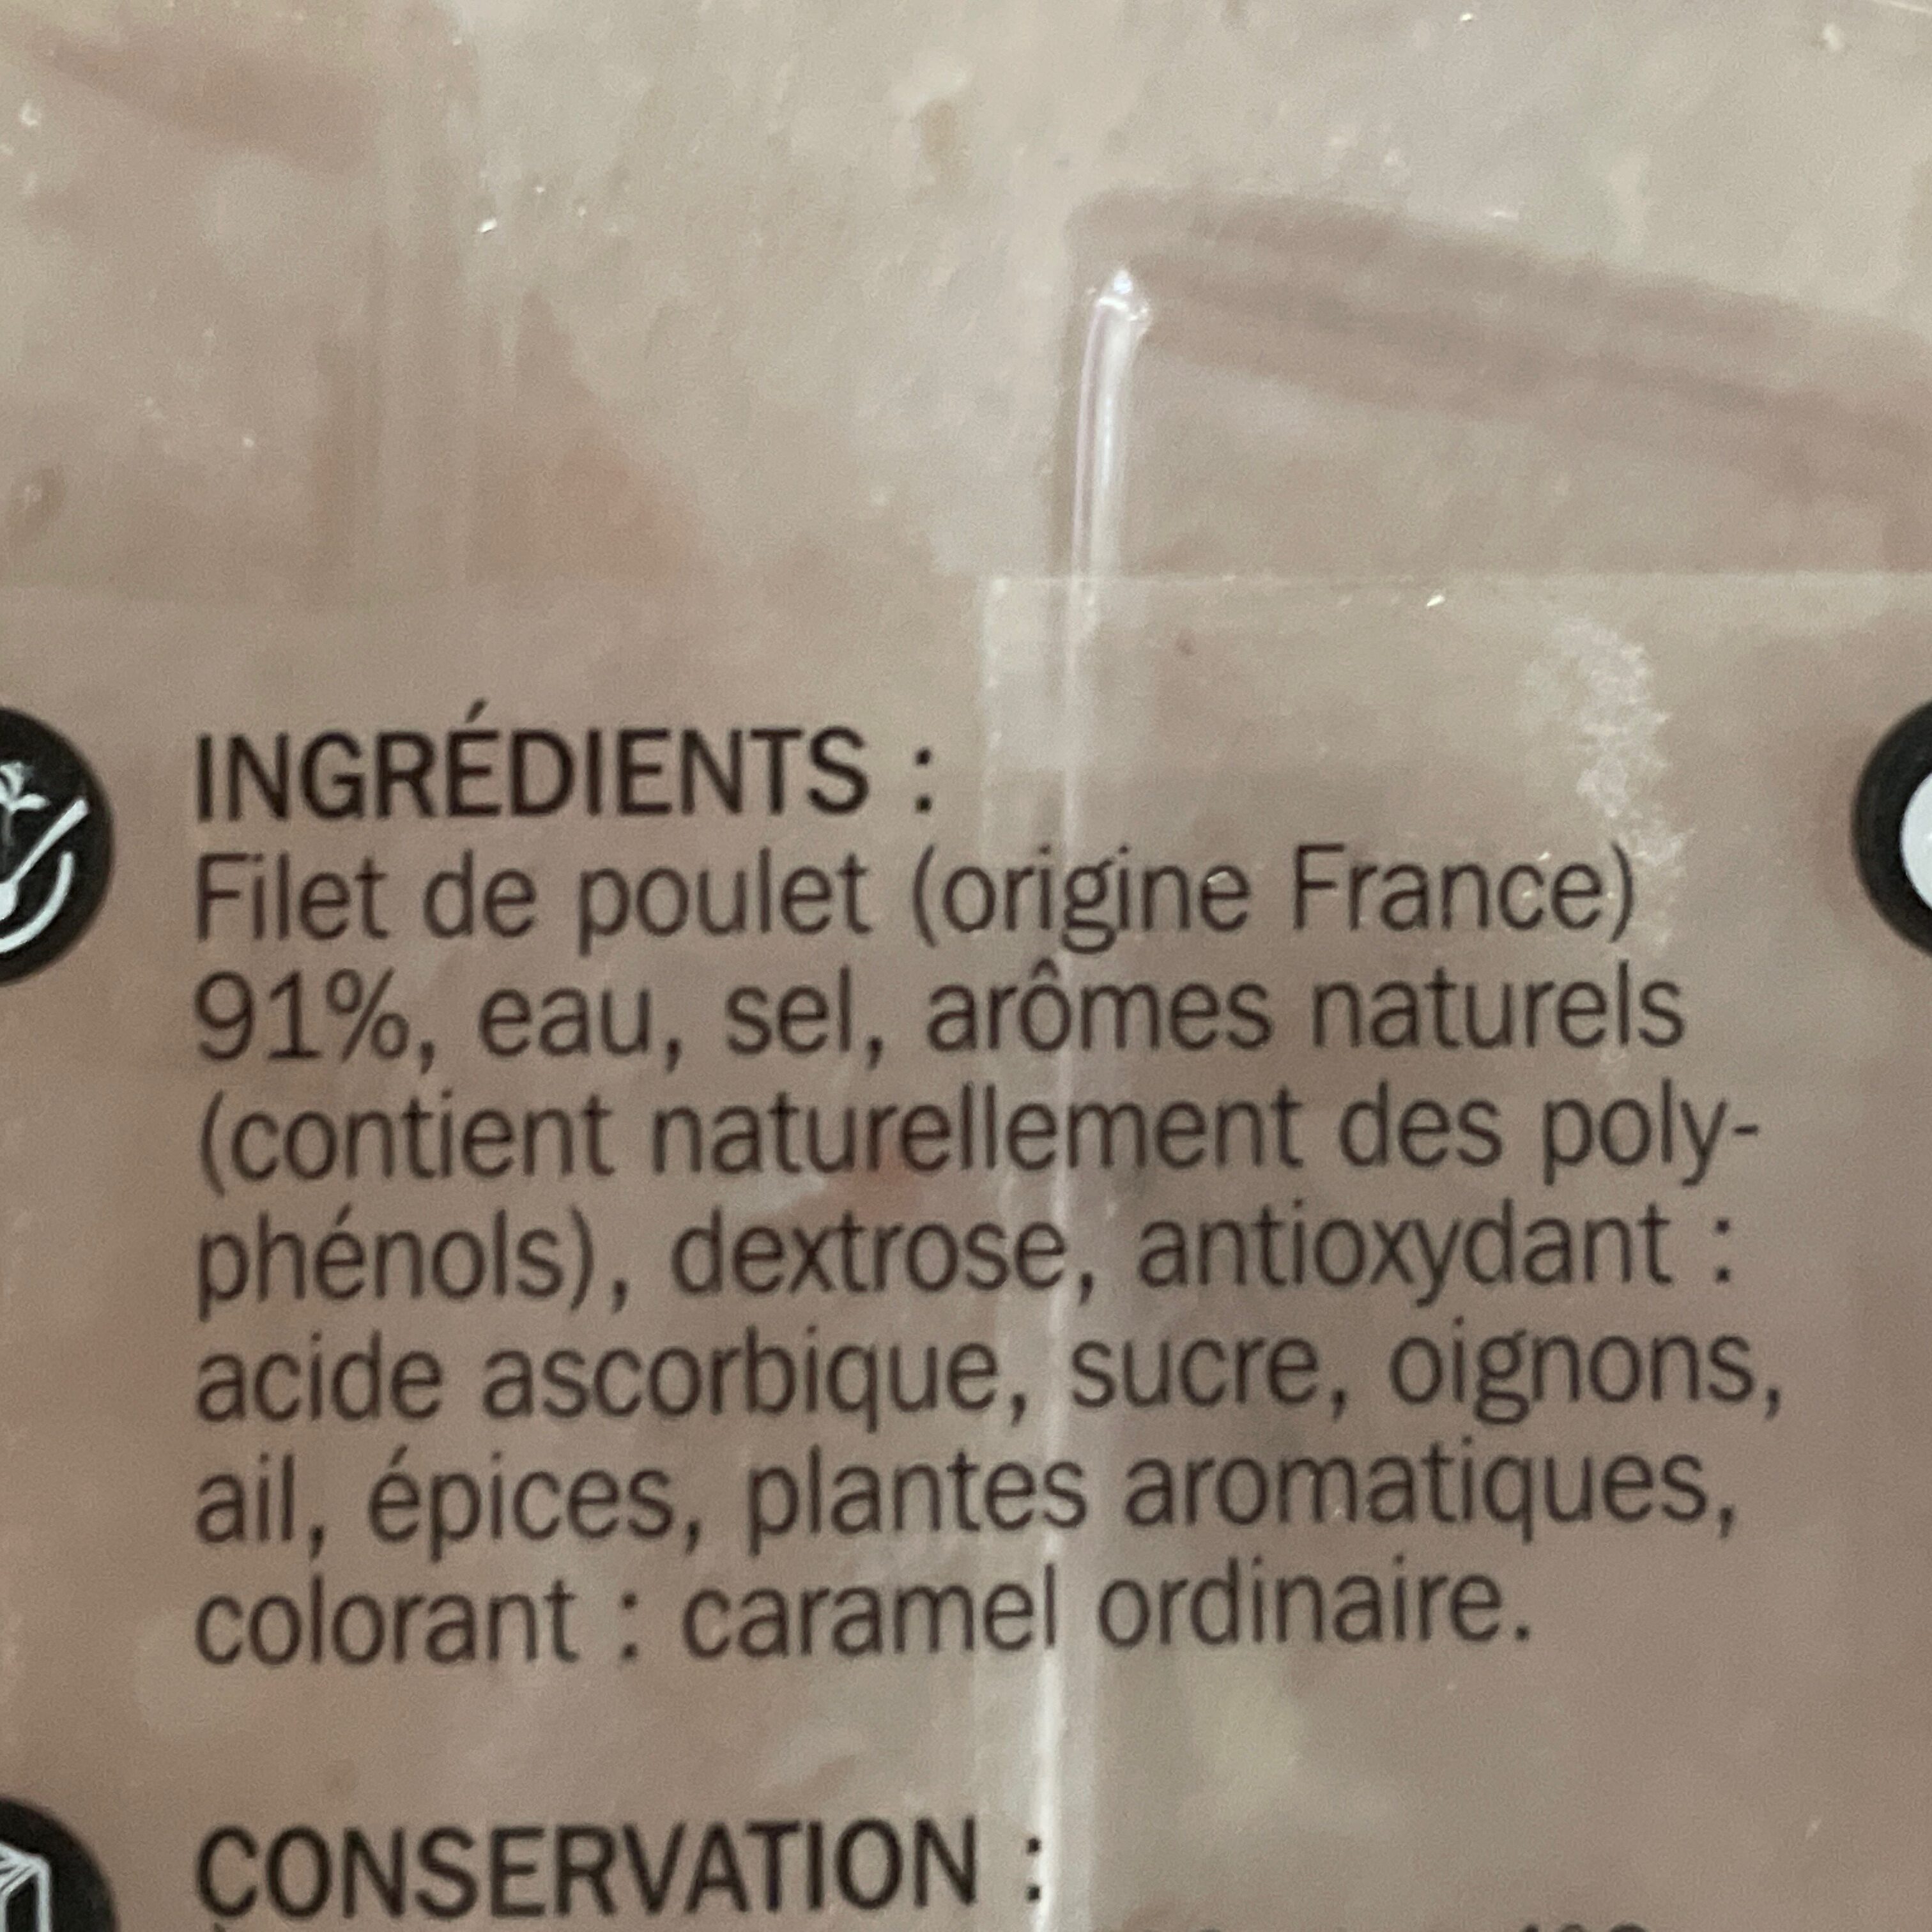 INGRÉDIENTS :
Filet de poulet (origine France)
91%, eau, sel, arômes naturels
(contient naturellement des poly-
phénols), dextrose, antioxydant :
acide ascorbique, sucre, oignons,
ail, épices, plantes aromatiques,
colorant : caramel ordinaire.
CONSERVATION :